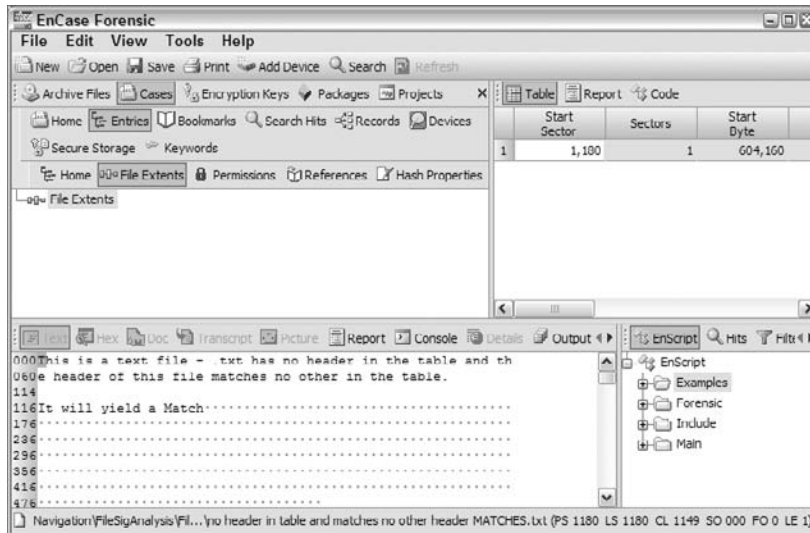 EnCase Forensic
File Edit View Tools Help
New Open Save Print Add Device Search Refresh
Archive Files Cases Encryption Keys Packages Projects
Home Entries Bookmarks Search Hits Records Devices
Secure Storage Keywords
Home File Extents Permissions References Hash Properties
File Extents
Table Report Code
Start Sector Sectors Start Byte
1 1,180 1 604,160
Text Hex Doc Transcript Picture Report Console Details Output
000This is a text file - .txt has no header in the table and th
060e header of this file matches no other in the table.
114
116It will yield a Match
176
236
296
356
416
476
EnScript Hits
EnScript
Examples
Forensic
Include
Main
Navigation\FileSigAnalysis\Fil...\no header in table and matches no other header MATCHES.txt (PS 1180 LS 1180 CL 1149 SO 000 FO 0 LE 1)